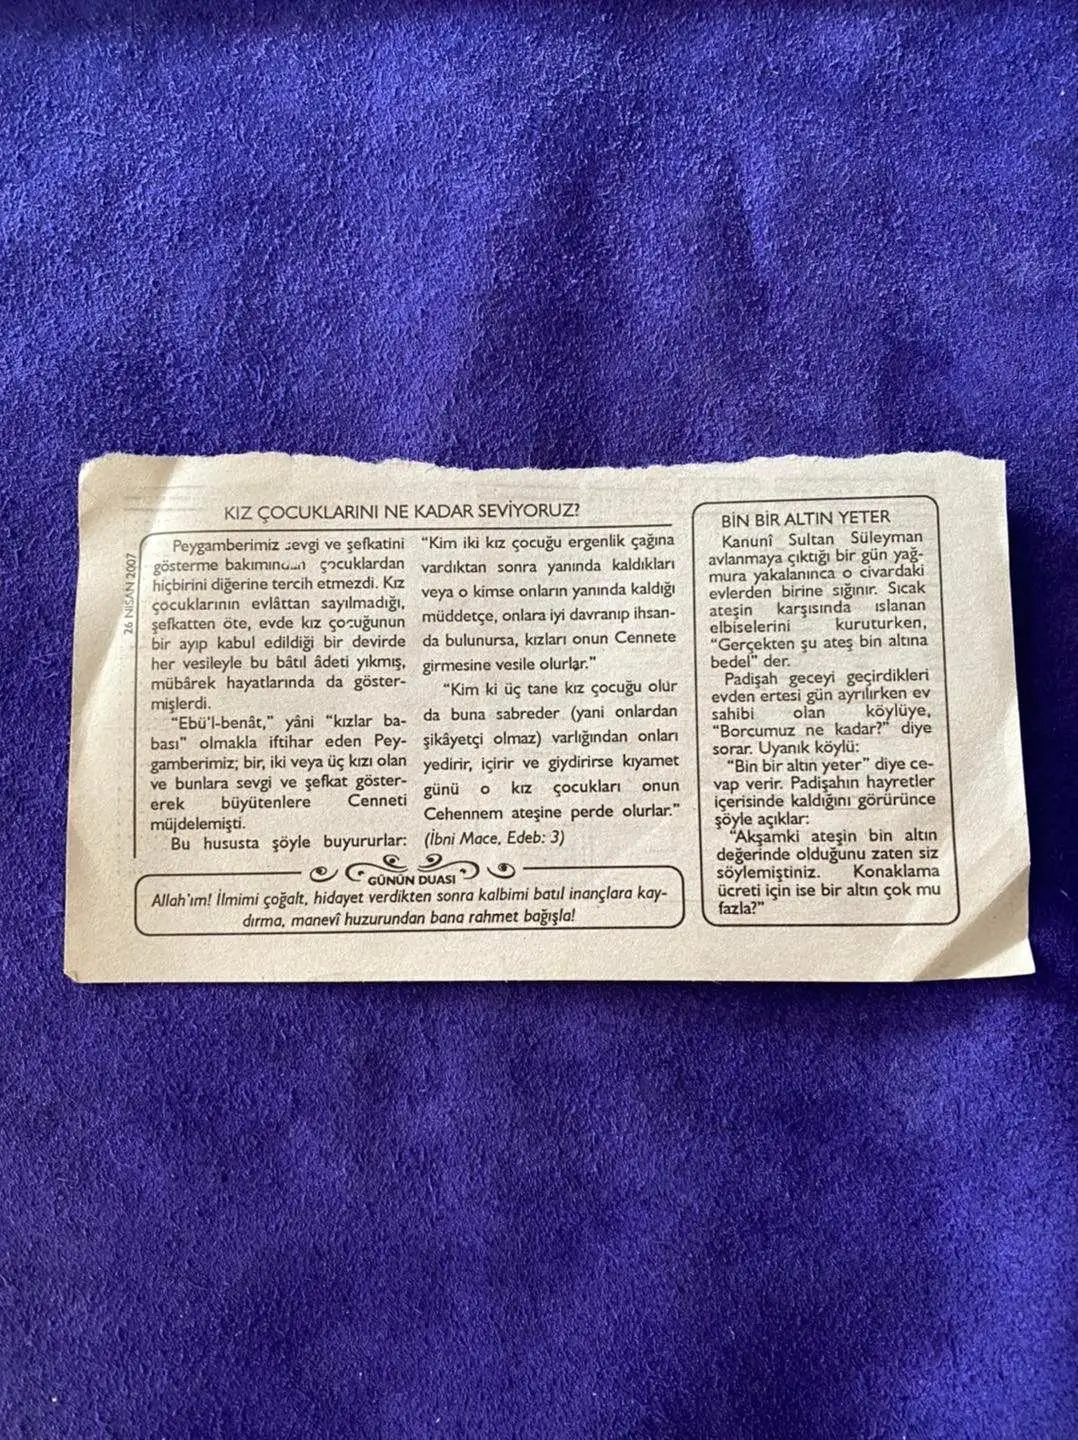 26 NİSAN 2007
KIZ ÇOCUKLARINI NE KADAR SEVİYORUZ?
Peygamberimiz sevgi ve şefkatini
gösterme bakımından çocuklardan
hiçbirini diğerine tercih etmezdi. Kız
çocuklarının evlâttan sayılmadığı,
şefkatten öte, evde kız çocuğunun
bir ayıp kabul edildiği bir devirde
her vesileyle bu bâtıl âdeti yıkmış,
mübârek hayatlarında da göster-
mişlerdi.
"Ebü'l-benât," yâni "kızlar ba-
bası" olmakla iftihar eden Pey-
gamberimiz; bir, iki veya üç kızı olan
ve bunlara sevgi ve şefkat göster-
erek büyütenlere Cenneti
müjdelemişti.
Bu hususta şöyle buyururlar:
"Kim iki kız çocuğu ergenlik çağına
vardıktan sonra yanında kaldıkları
veya o kimse onların yanında kaldığı
müddetçe, onlara iyi davranıp ihsan-
da bulunursa, kızları onun Cennete
girmesine vesile olurlar."
"Kim ki üç tane kız çocuğu olur
da buna sabreder (yani onlardan
şikâyetçi olmaz) varlığından onları
yedirir, içirir ve giydirirse kıyamet
günü o kız çocukları onun
Cehennem ateşine perde olurlar."
(İbni Mace, Edeb: 3)
GÜNÜN DUASI
Allah'ım! İlmimi çoğalt, hidayet verdikten sonra kalbimi batıl inançlara kay-
dırma, manevî huzurundan bana rahmet bağışla!
BİN BİR ALTIN YETER
Kanunî Sultan Süleyman
avlanmaya çıktığı bir gün yağ-
mura yakalanınca o civardaki
evlerden birine sığınır. Sıcak
ateşin karşısında ıslanan
elbiselerini kuruturken,
"Gerçekten şu ateş bin altına
bedel" der.
Padişah geceyi geçirdikleri
evden ertesi gün ayrılırken ev
sahibi olan köylüye,
"Borcumuz ne kadar?" diye
sorar. Uyanık köylü:
"Bin bir altın yeter" diye ce-
vap verir. Padişahın hayretler
içerisinde kaldığını görürünce
şöyle açıklar:
"Akşamki ateşin bin altın
değerinde olduğunu zaten siz
söylemiştiniz. Konaklama
ücreti için ise bir altın çok mu
fazla?"